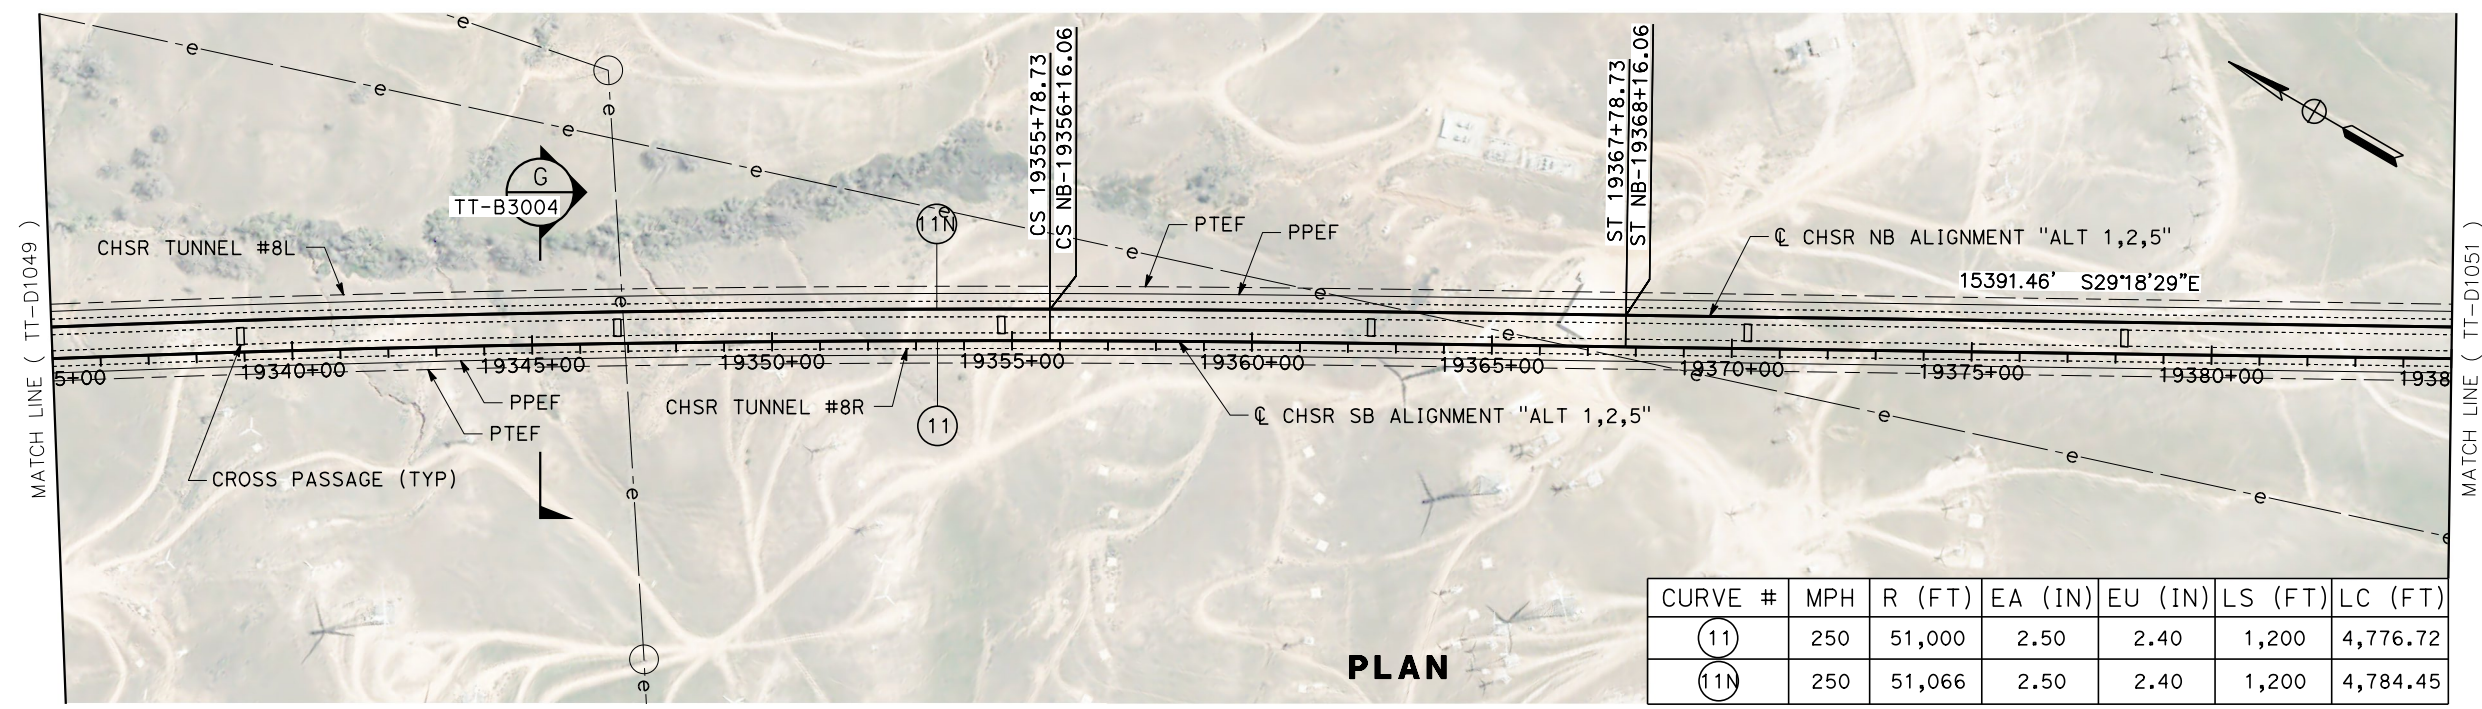 MATCH LINE ( TT-D1049 )
CHSR TUNNEL #8L
G
TT-B3004
11N
CS 19355+78.73
CS NB-19356+16.06
PTEF
PPEF
ST 19367+78.73
ST NB-19368+16.06
℄ CHSR NB ALIGNMENT "ALT 1,2,5"
15391.46' S29°18'29"E
MATCH LINE ( TT-D1051 )
5+00
19340+00
19345+00
19350+00
19355+00
19360+00
19365+00
19370+00
19375+00
19380+00
1938
PPEF
PTEF
CROSS PASSAGE (TYP)
CHSR TUNNEL #8R
11
℄ CHSR SB ALIGNMENT "ALT 1,2,5"
e e e e e e e e e e e e e e e e e e
PLAN
CURVE # MPH R (FT) EA (IN) EU (IN) LS (FT) LC (FT)
11 250 51,000 2.50 2.40 1,200 4,776.72
11N 250 51,066 2.50 2.40 1,200 4,784.45